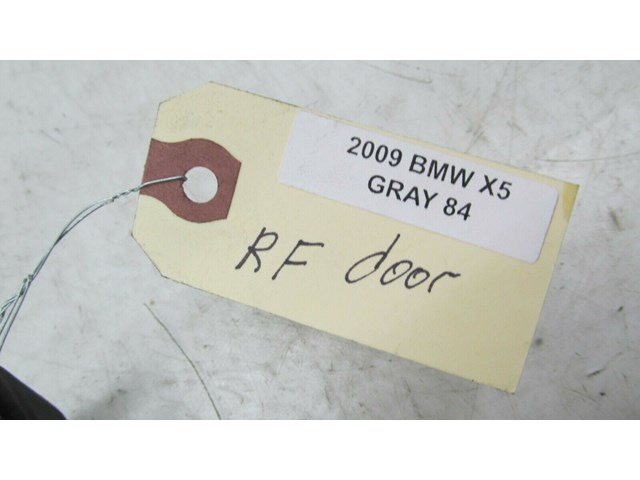 2009 BMW X5
GRAY 84
RF door